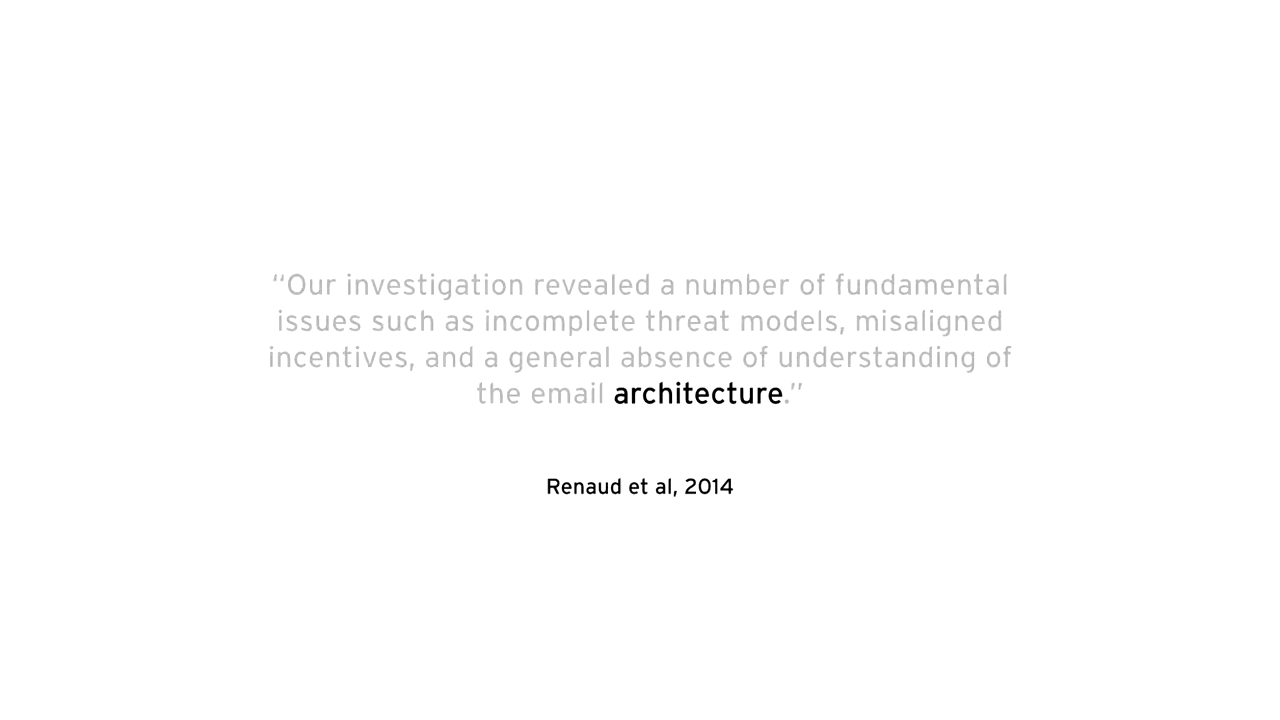 “Our investigation revealed a number of fundamental
issues such as incomplete threat models, misaligned
incentives, and a general absence of understanding of
the email architecture.”
Renaud et al, 2014